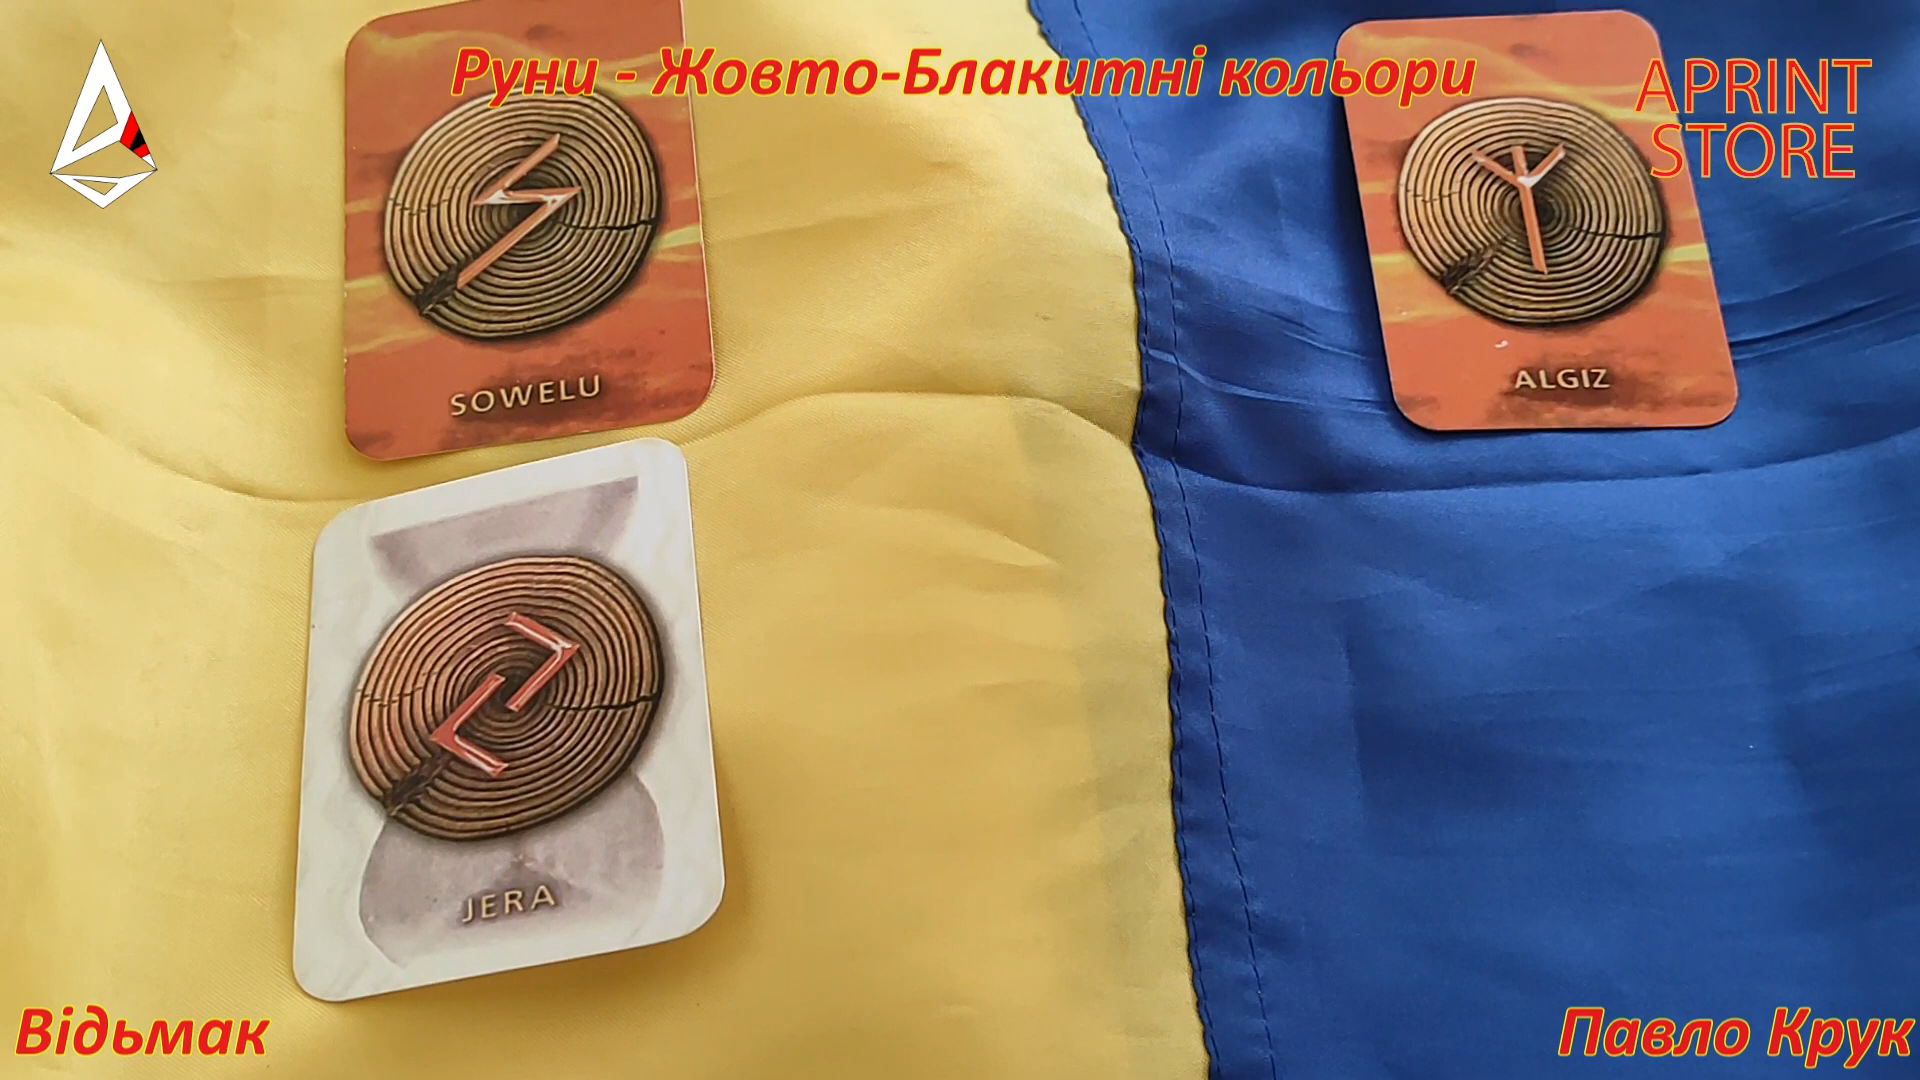 Руни - Жовто-Блакитні кольори
APRINT
STORE
SOWELU
ALGIZ
JERA
Відьмак
Павло Крук